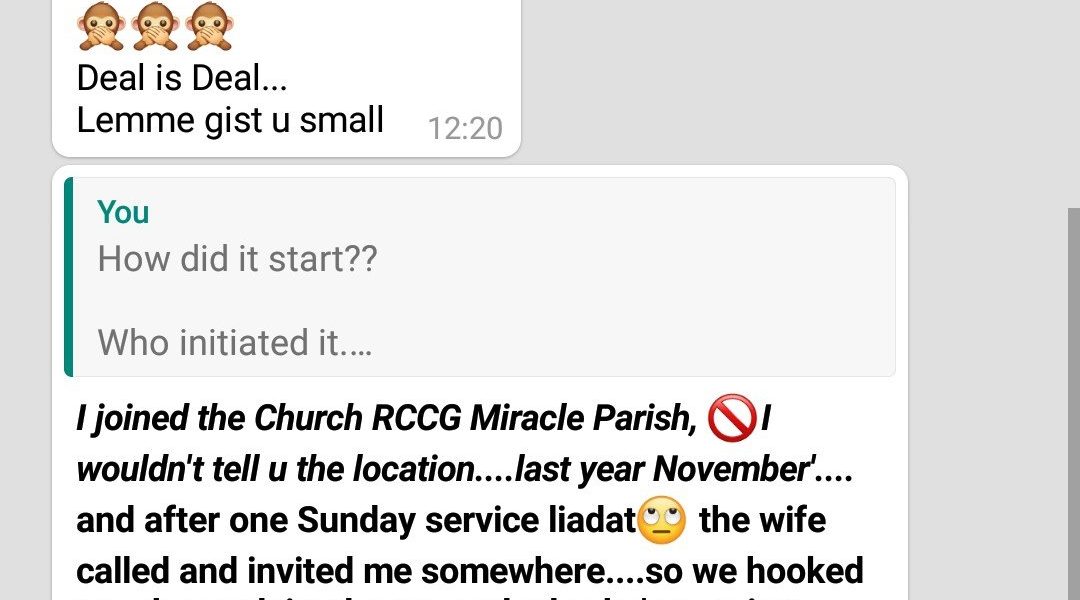 🙊🙊🙊
Deal is Deal...
Lemme gist u small
12:20
You
How did it start??
Who initiated it....
I joined the Church RCCG Miracle Parish, 🚫I
wouldn't tell u the location....last year November'....
and after one Sunday service liadat🙄 the wife
called and invited me somewhere....so we hooked